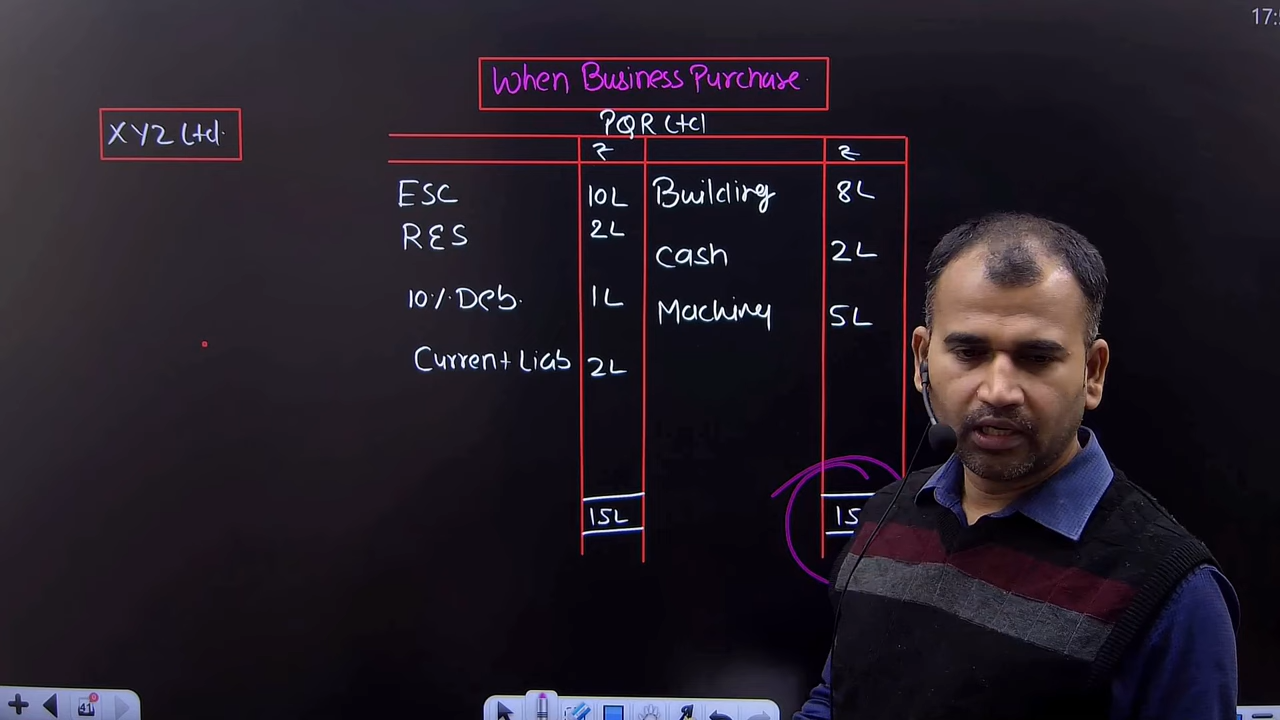 17:
When Business Purchase
XYZ Ltd.
PQR Ltd
₹ ₹
ESC 10L Building 8L
R&S 2L
Cash 2L
10% Deb. 1L
Machinery 5L
Current Liab 2L
15L 15
41